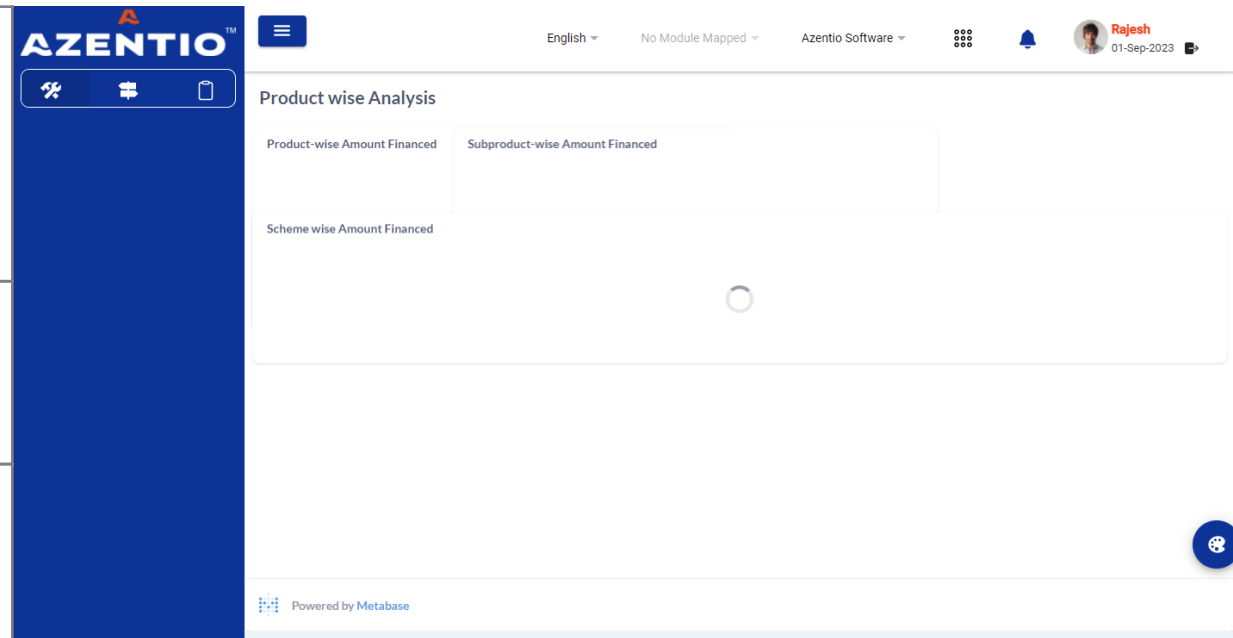 AZENTIO™
English
No Module Mapped
Azentio Software
Rajesh
01-Sep-2023
Product wise Analysis
Product-wise Amount Financed
Subproduct-wise Amount Financed
Scheme wise Amount Financed
Powered by Metabase